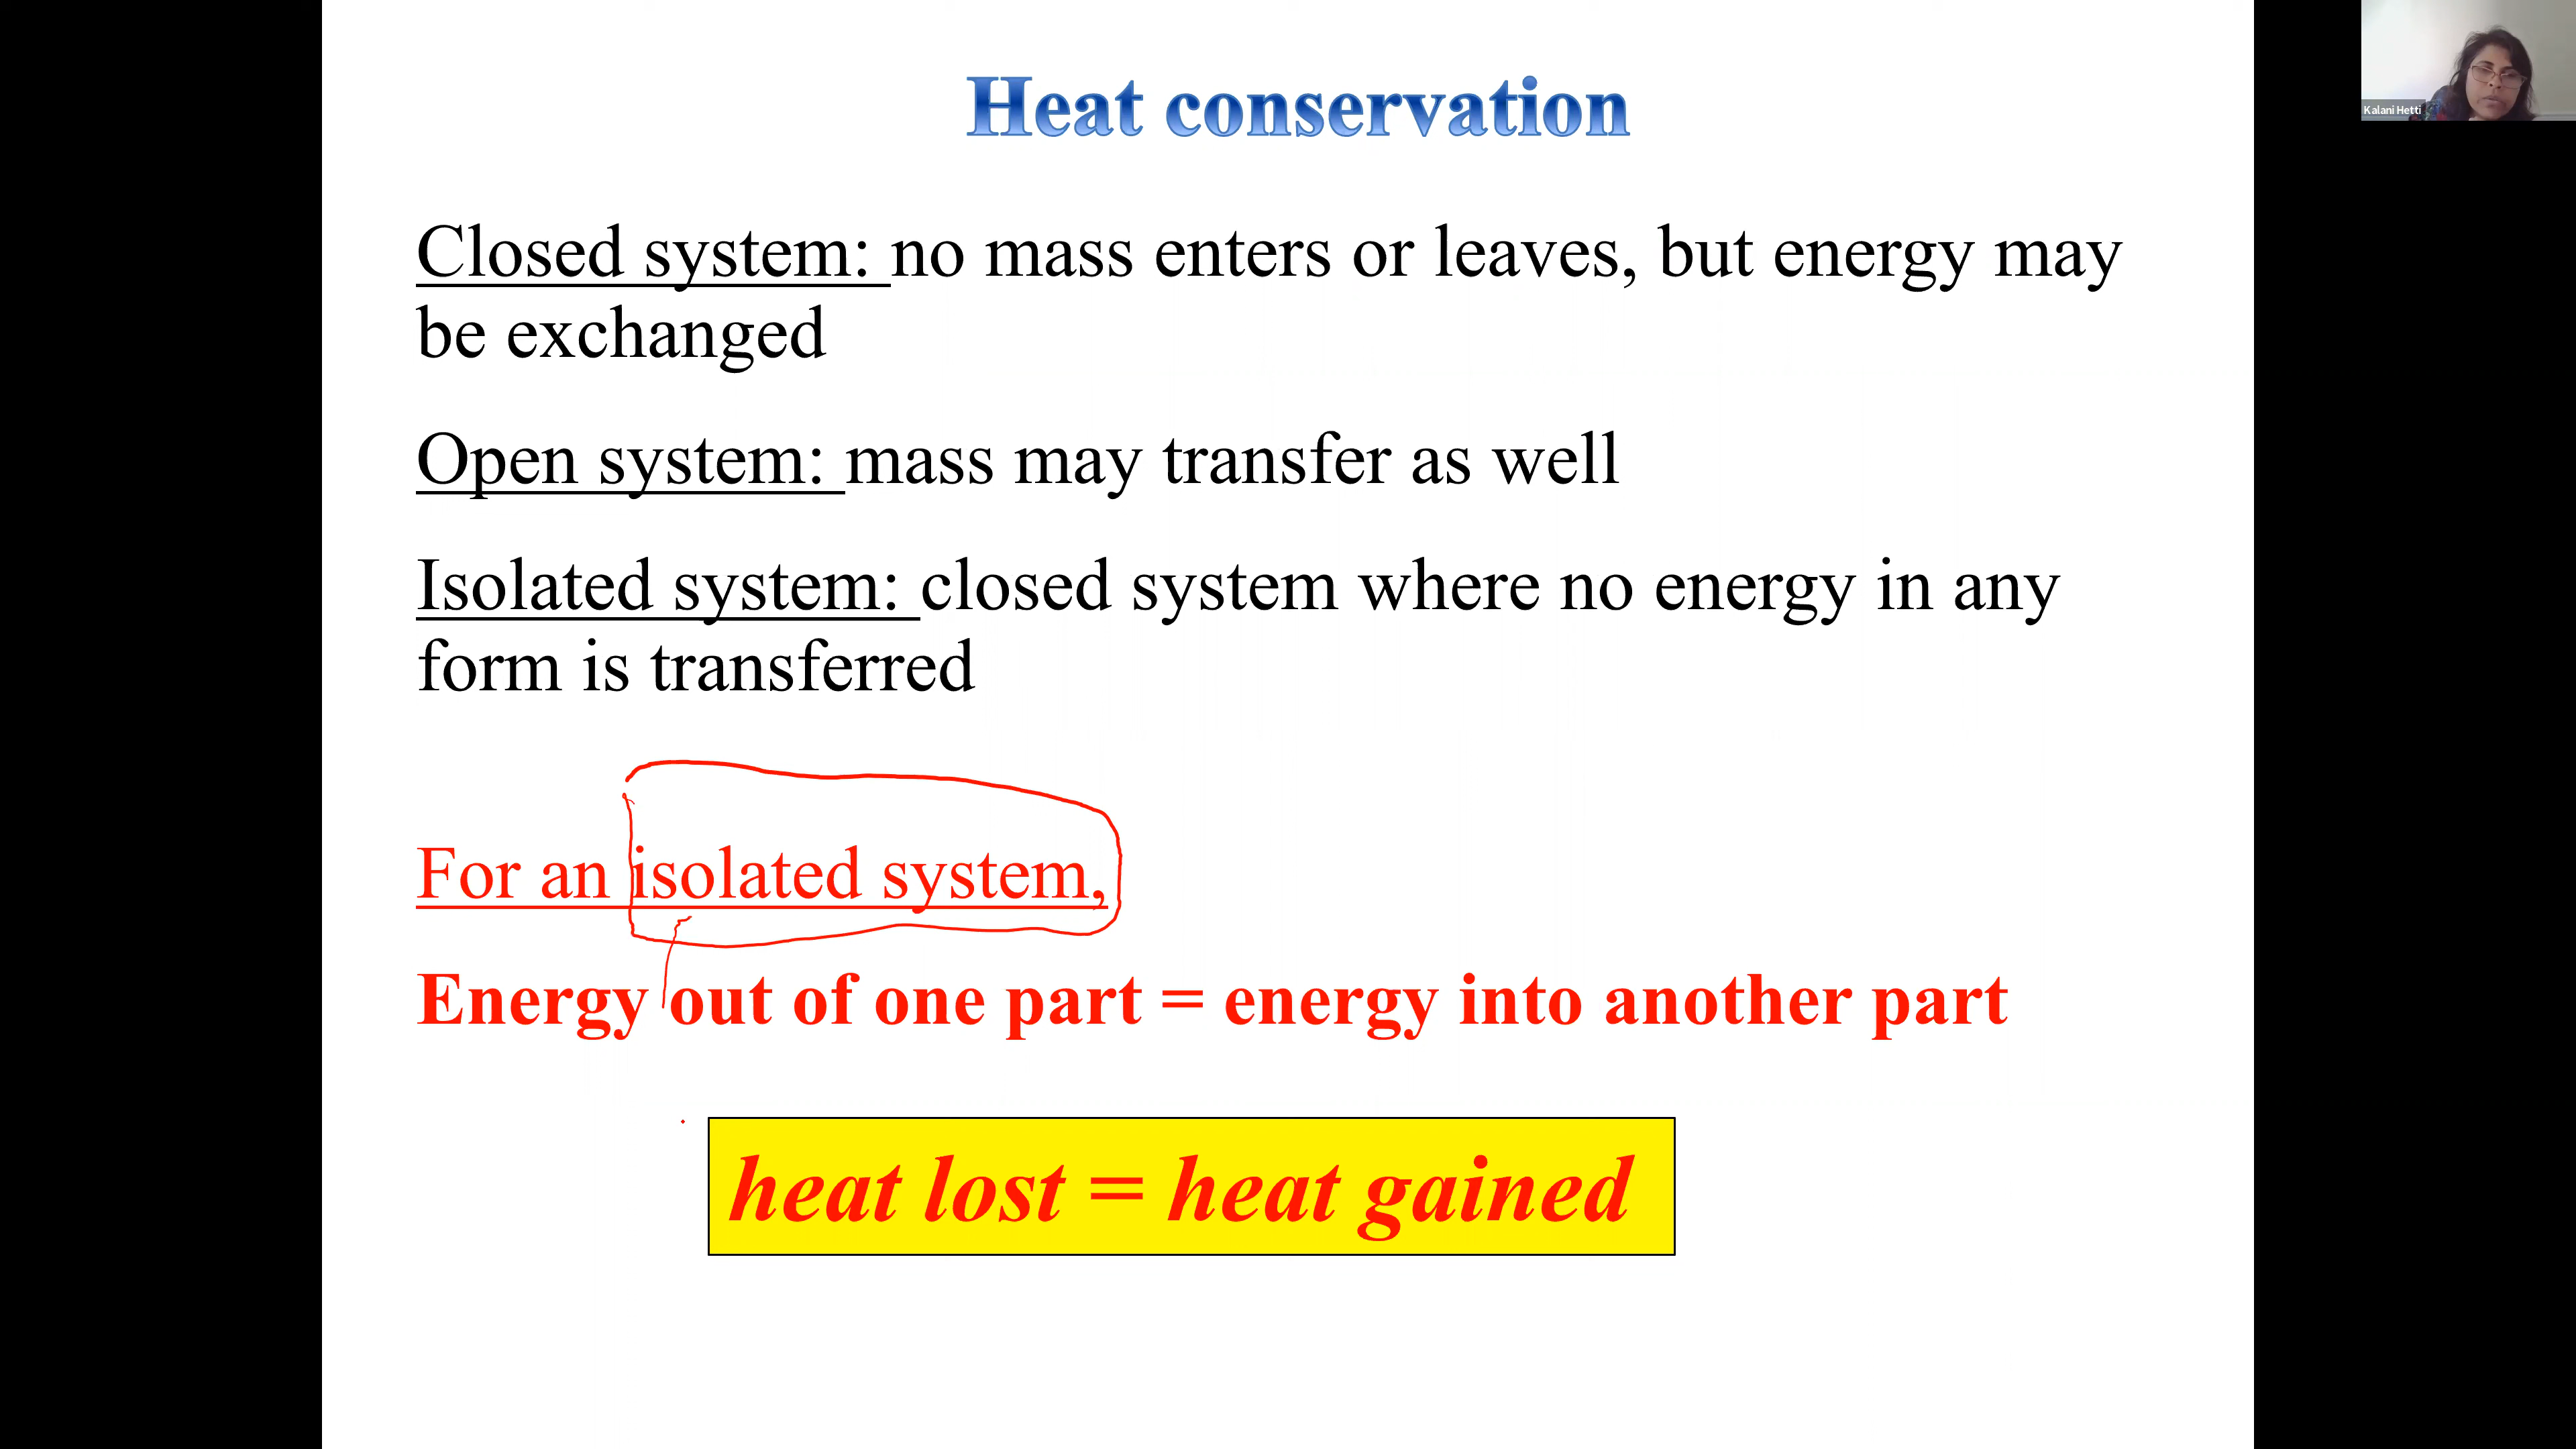 Heat conservation
Kalani Hetti
Closed system: no mass enters or leaves, but energy may
be exchanged
Open system: mass may transfer as well
Isolated system: closed system where no energy in any
form is transferred
For an isolated system,
Energy out of one part = energy into another part
heat lost = heat gained